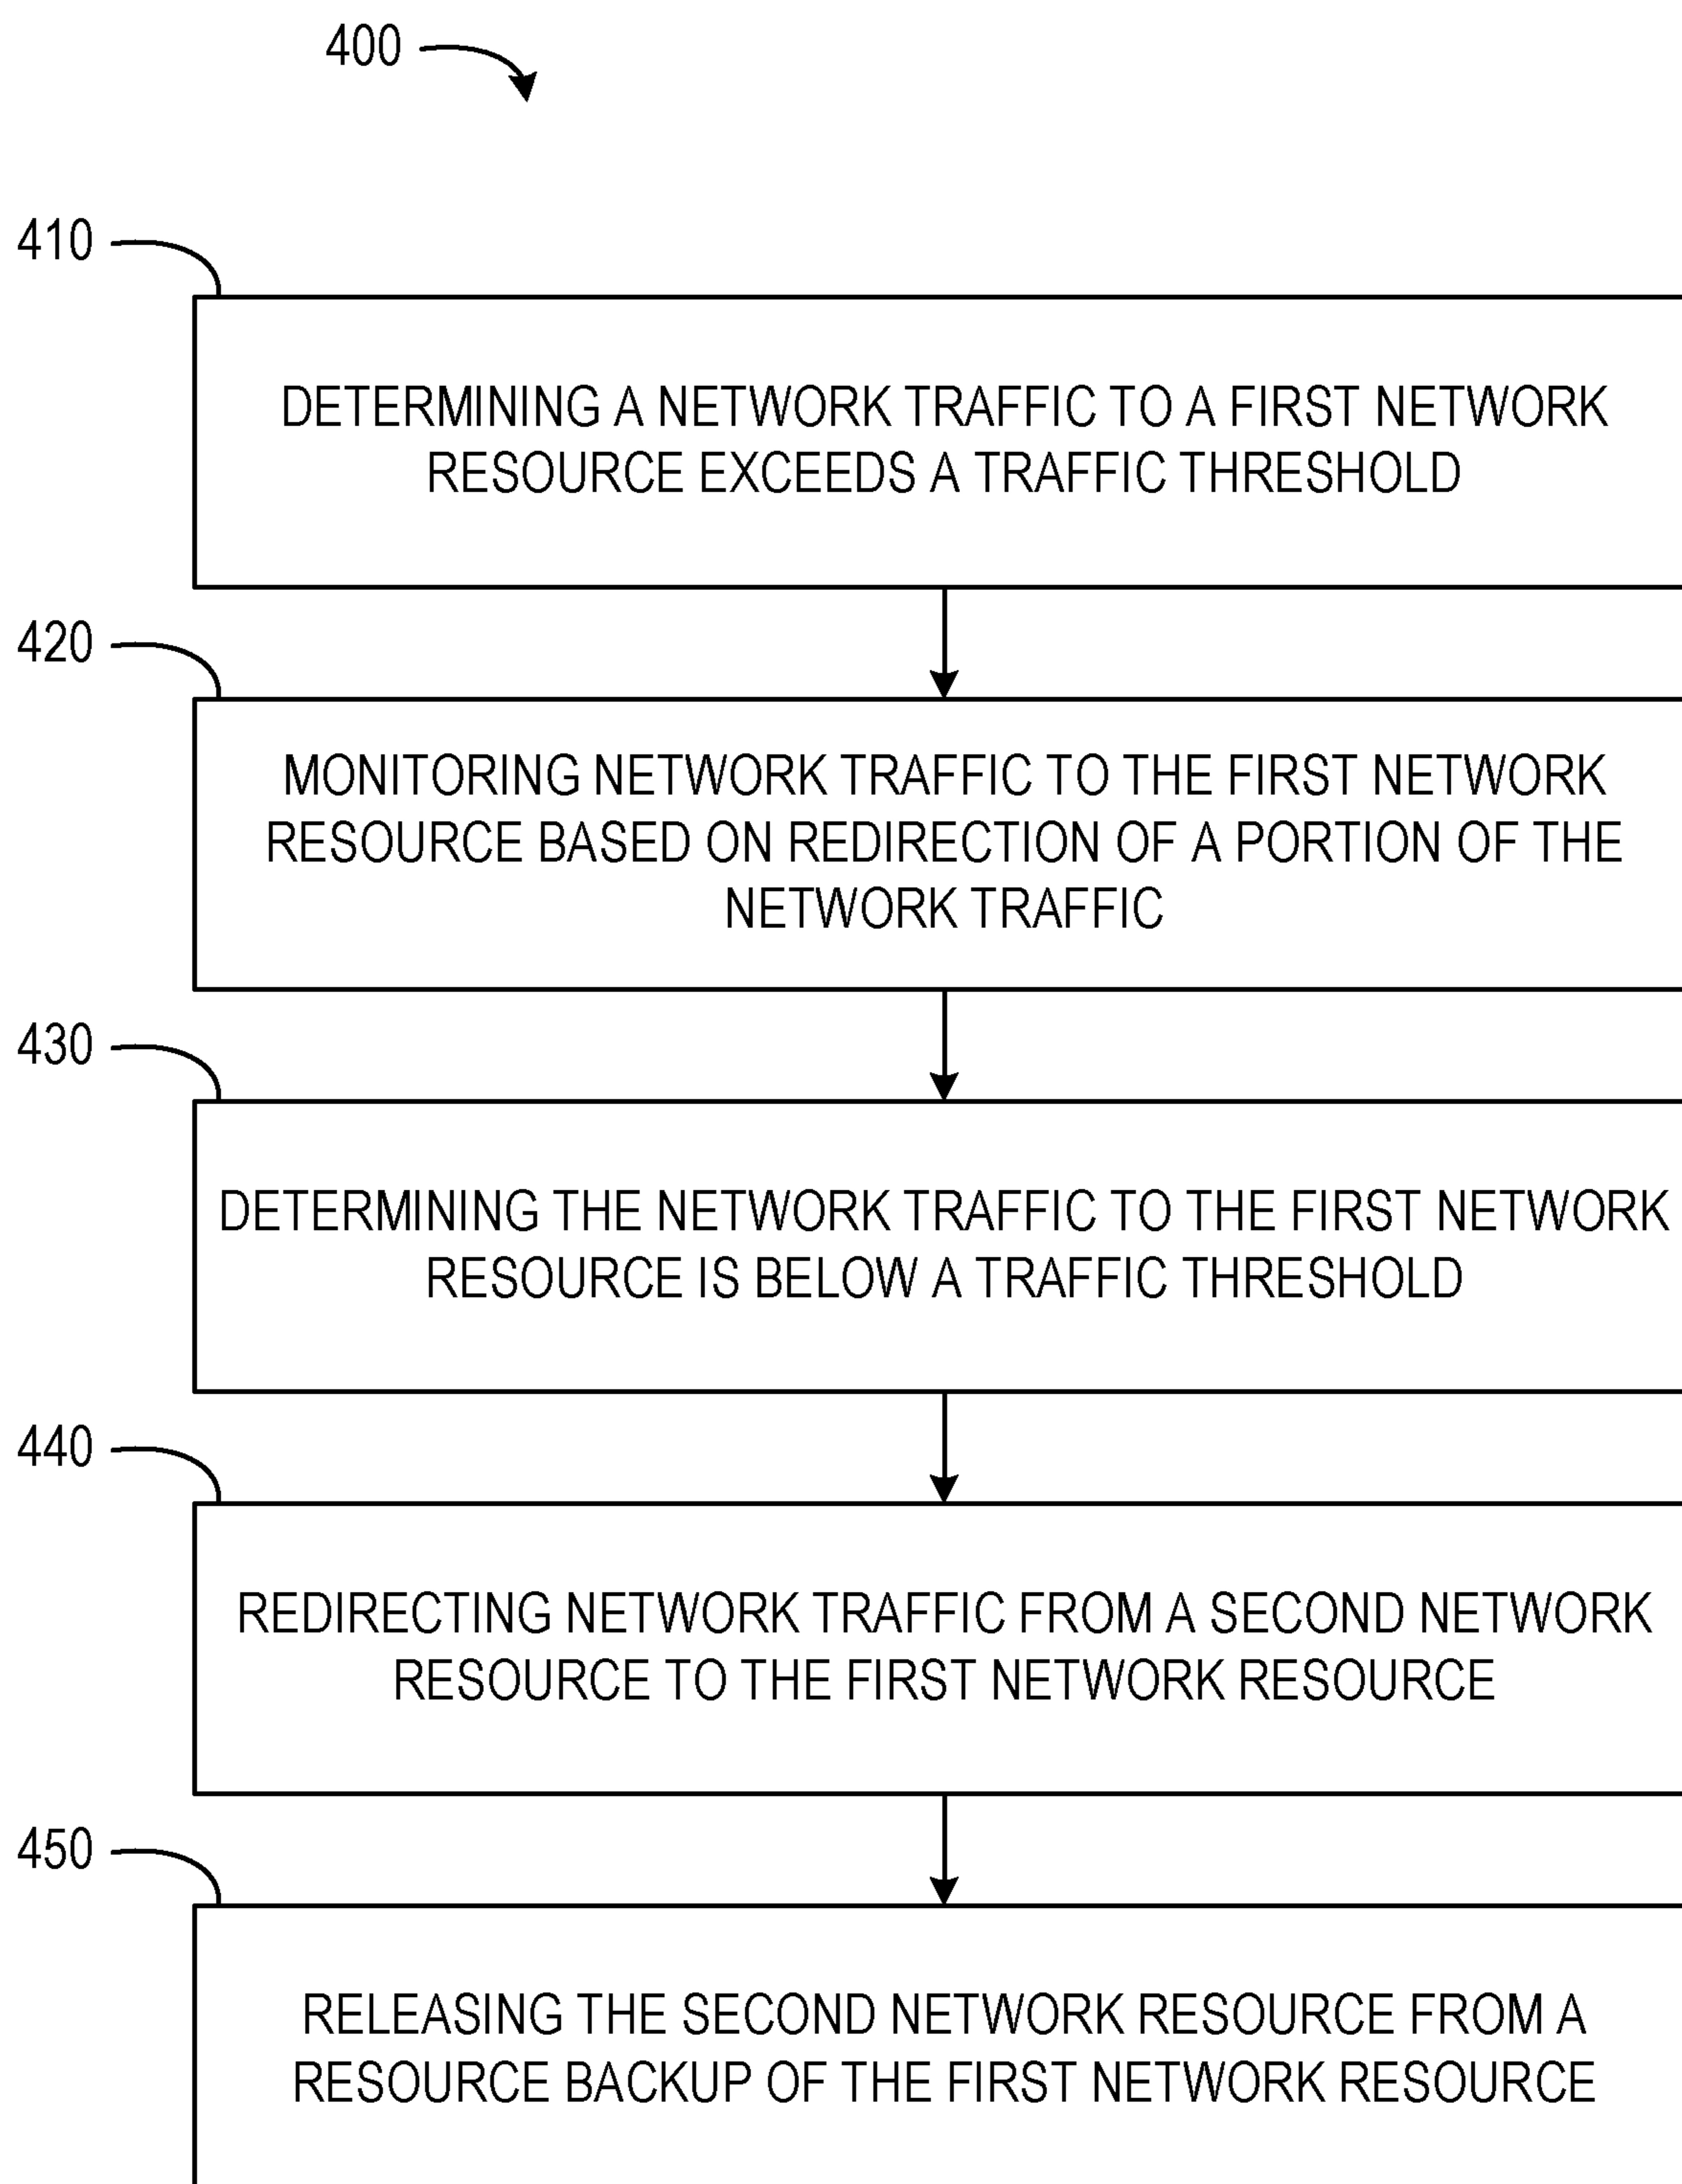 400
410
DETERMINING A NETWORK TRAFFIC TO A FIRST NETWORK
RESOURCE EXCEEDS A TRAFFIC THRESHOLD
420
MONITORING NETWORK TRAFFIC TO THE FIRST NETWORK
RESOURCE BASED ON REDIRECTION OF A PORTION OF THE
NETWORK TRAFFIC
430
DETERMINING THE NETWORK TRAFFIC TO THE FIRST NETWORK
RESOURCE IS BELOW A TRAFFIC THRESHOLD
440
REDIRECTING NETWORK TRAFFIC FROM A SECOND NETWORK
RESOURCE TO THE FIRST NETWORK RESOURCE
450
RELEASING THE SECOND NETWORK RESOURCE FROM A
RESOURCE BACKUP OF THE FIRST NETWORK RESOURCE